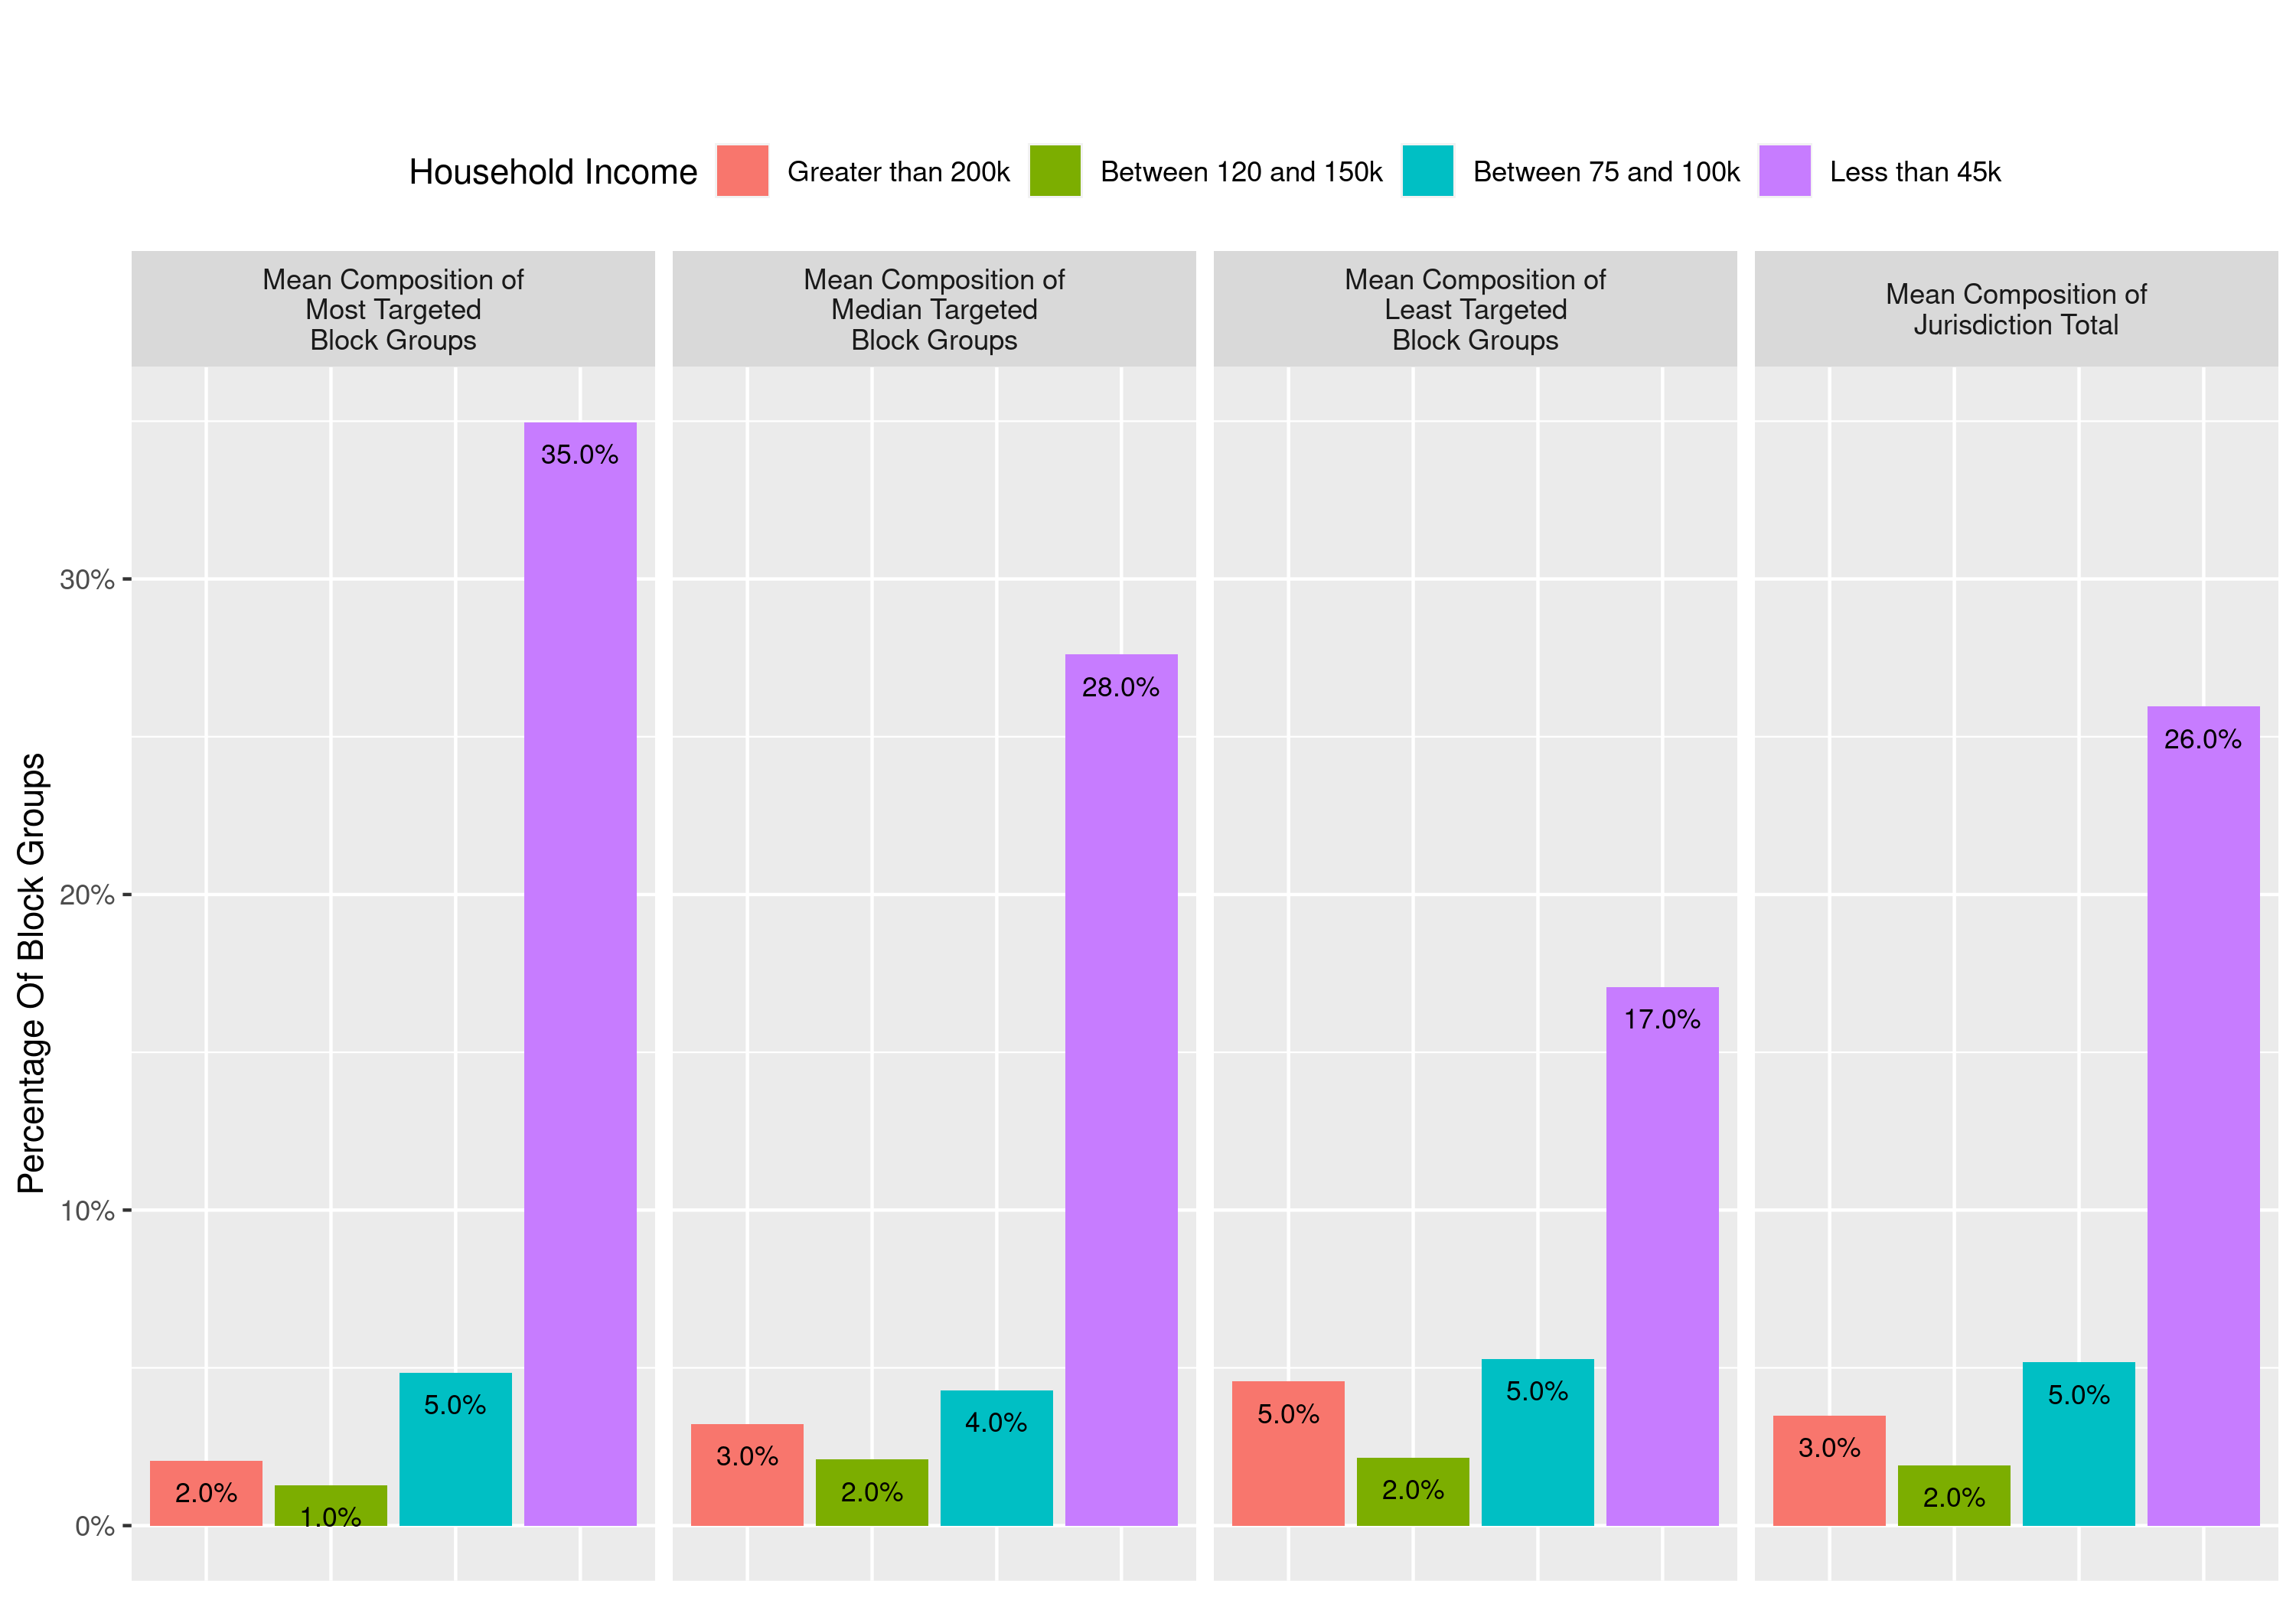 Household Income
Greater than 200k
Between 120 and 150k
Between 75 and 100k
Less than 45k
Mean Composition of
Most Targeted
Block Groups
Mean Composition of
Median Targeted
Block Groups
Mean Composition of
Least Targeted
Block Groups
Mean Composition of
Jurisdiction Total
Percentage Of Block Groups
30%
20%
10%
0%
2.0%
1.0%
5.0%
35.0%
3.0%
2.0%
4.0%
28.0%
5.0%
2.0%
5.0%
17.0%
3.0%
2.0%
5.0%
26.0%